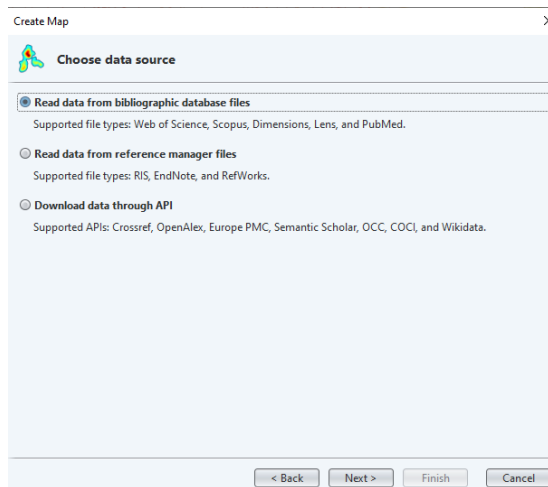 Create Map
Choose data source
Read data from bibliographic database files
Supported file types: Web of Science, Scopus, Dimensions, Lens, and PubMed.
Read data from reference manager files
Supported file types: RIS, EndNote, and RefWorks.
Download data through API
Supported APIs: Crossref, OpenAlex, Europe PMC, Semantic Scholar, OCC, COCI, and Wikidata.
< Back Next > Finish Cancel